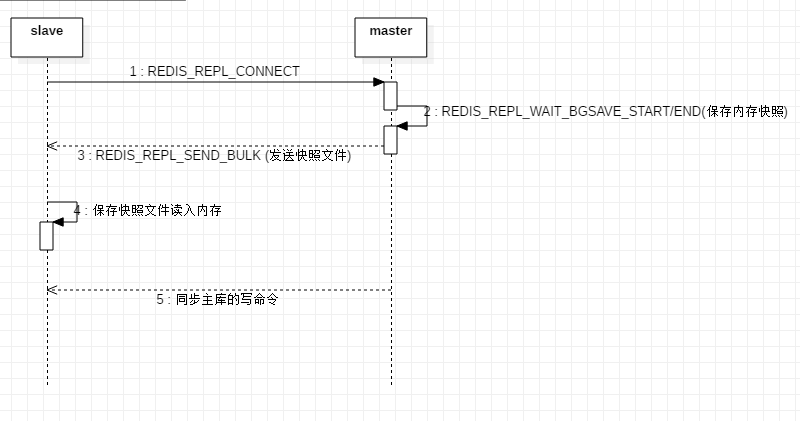 slave
master
1 : REDIS_REPL_CONNECT
2 : REDIS_REPL_WAIT_BGSAVE_START/END(保存内存快照)
3 : REDIS_REPL_SEND_BULK (发送快照文件)
4 : 保存快照文件读入内存
5 : 同步主库的写命令